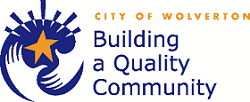 CITY OF WOLVERTON
Building
a Quality
Community